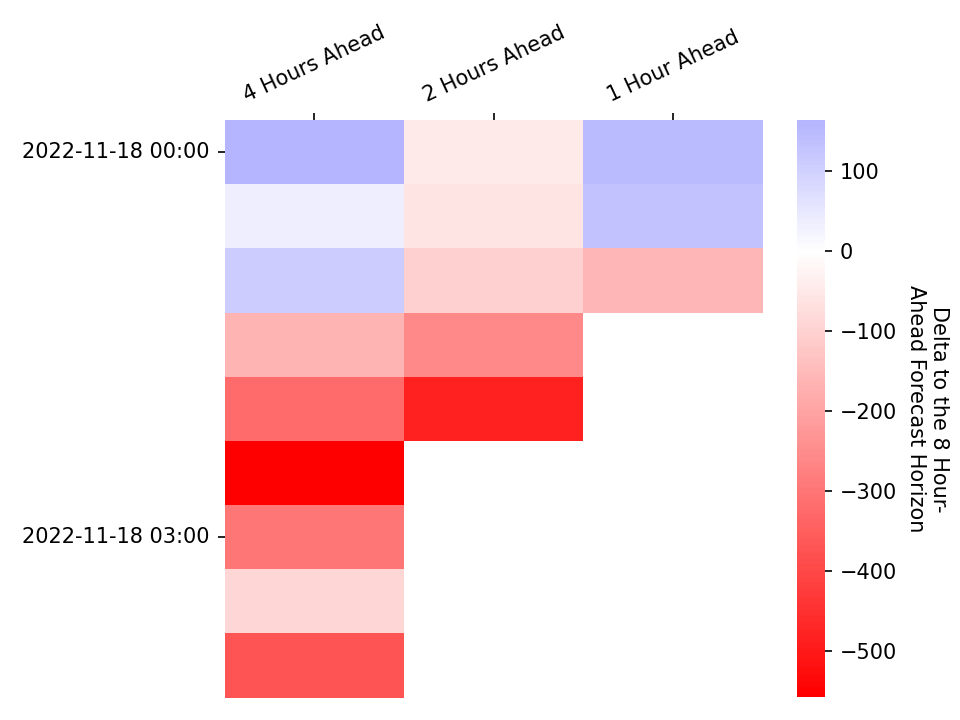 4 Hours Ahead
2 Hours Ahead
1 Hour Ahead
2022-11-18 00:00
2022-11-18 03:00
100
0
−100
−200
−300
−400
−500
Delta to the 8 Hour-
Ahead Forecast Horizon